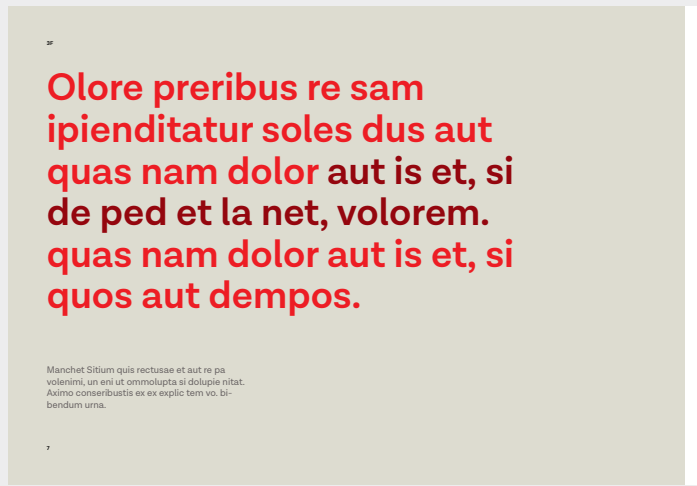 3F
Olore preribus re sam
ipienditatur soles dus aut
quas nam dolor aut is et, si
de ped et la net, volorem.
quas nam dolor aut is et, si
quos aut dempos.
Manchet Sitium quis rectusae et aut re pa
volenimi, un eni ut ommolupta si dolupie nitat.
Aximo conseribustis ex ex explic tem vo. bi-
bendum urna.
7